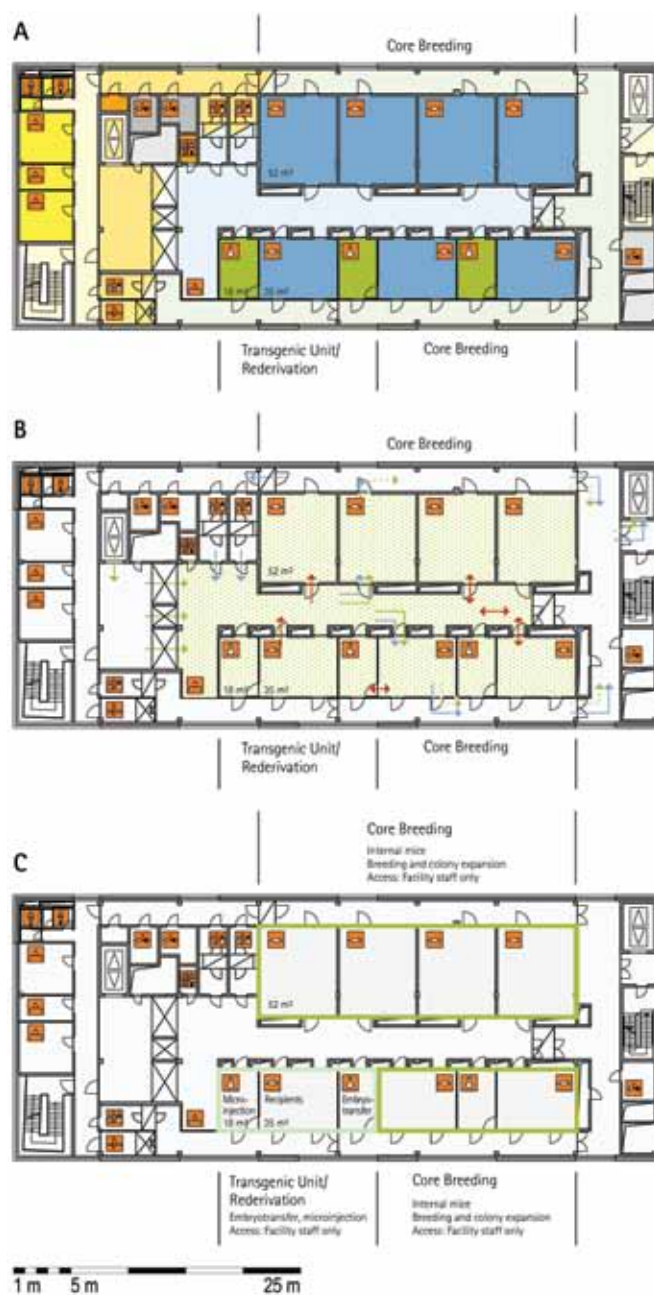 A
Core Breeding
52 m²
18 m²
35 m²
Transgenic Unit/
Rederivation
Core Breeding
B
Core Breeding
52 m²
18 m²
35 m²
Transgenic Unit/
Rederivation
Core Breeding
Core Breeding
Internal mice
Breeding and colony expansion
Access: Facility staff only
C
52 m²
Micro-
injection
18 m²
Recipients
35 m²
Embryo-
transfer
Transgenic Unit/
Rederivation
Embryotransfer, microinjection
Access: Facility staff only
Core Breeding
Internal mice
Breeding and colony expansion
Access: Facility staff only
1 m
5 m
25 m